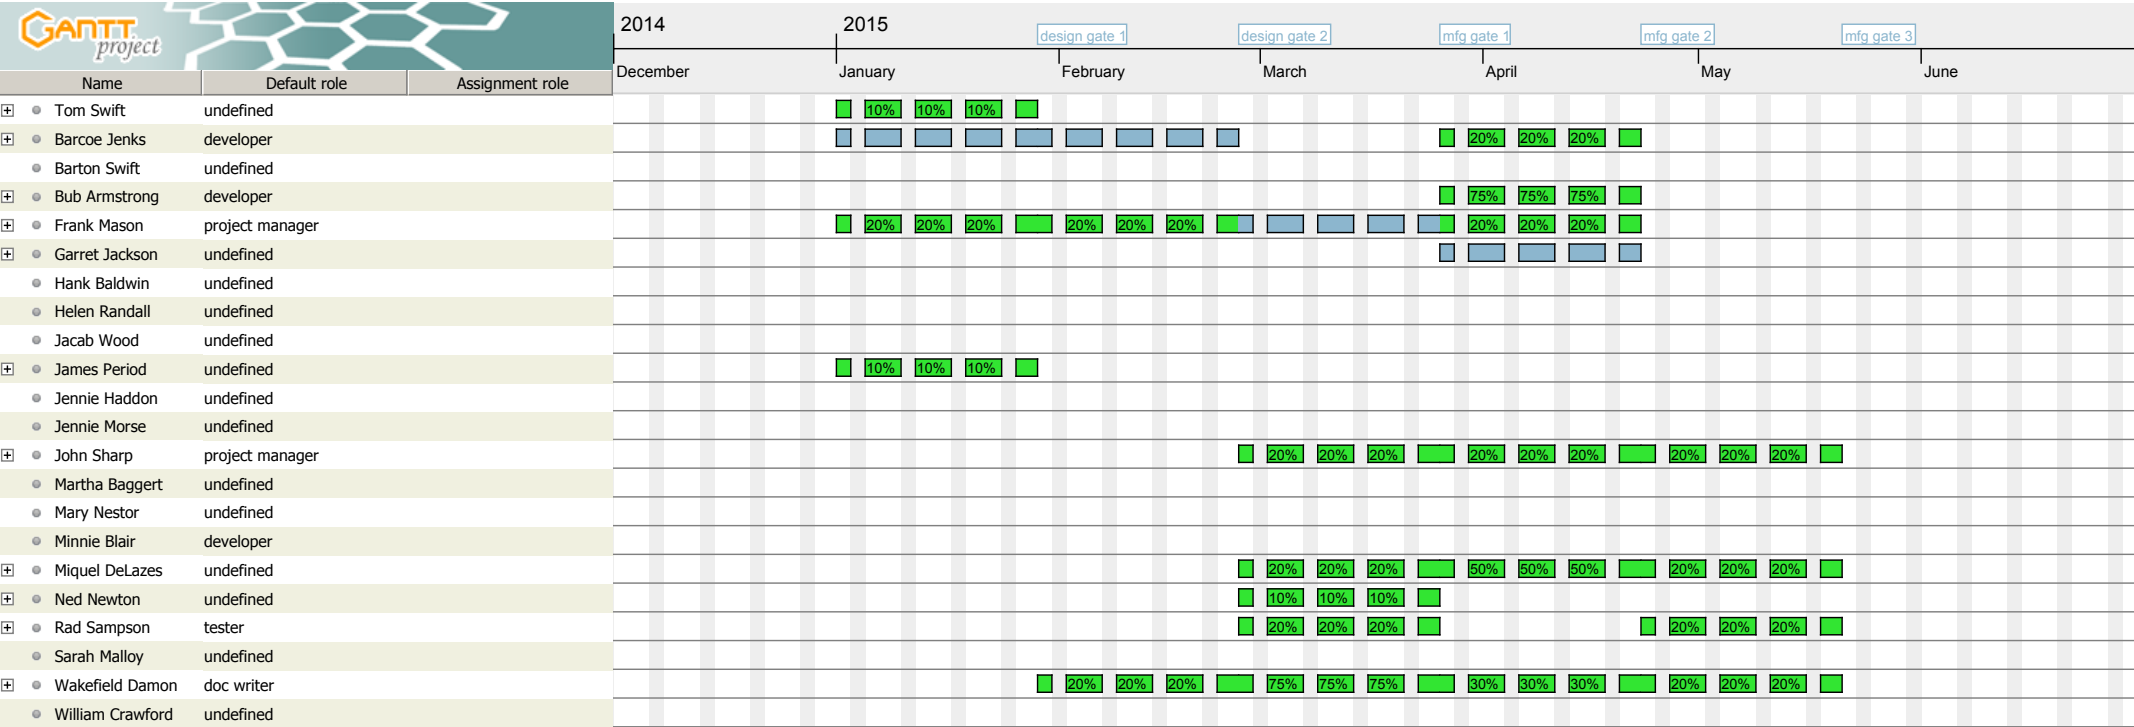 GANTT
project
2014 2015
design gate 1 design gate 2 mfg gate 1 mfg gate 2 mfg gate 3
December January February March April May June
Name Default role Assignment role
Tom Swift undefined 10% 10% 10%
Barcoe Jenks developer 20% 20% 20%
Barton Swift undefined
Bub Armstrong developer 75% 75% 75%
Frank Mason project manager 20% 20% 20% 20% 20% 20% 20% 20% 20%
Garret Jackson undefined
Hank Baldwin undefined
Helen Randall undefined
Jacab Wood undefined
James Period undefined 10% 10% 10%
Jennie Haddon undefined
Jennie Morse undefined
John Sharp project manager 20% 20% 20% 20% 20% 20% 20% 20% 20%
Martha Baggert undefined
Mary Nestor undefined
Minnie Blair developer
Miquel DeLazes undefined 20% 20% 20% 50% 50% 50% 20% 20% 20%
Ned Newton undefined 10% 10% 10%
Rad Sampson tester 20% 20% 20% 20% 20% 20%
Sarah Malloy undefined
Wakefield Damon doc writer 20% 20% 20% 75% 75% 75% 30% 30% 30% 20% 20% 20%
William Crawford undefined